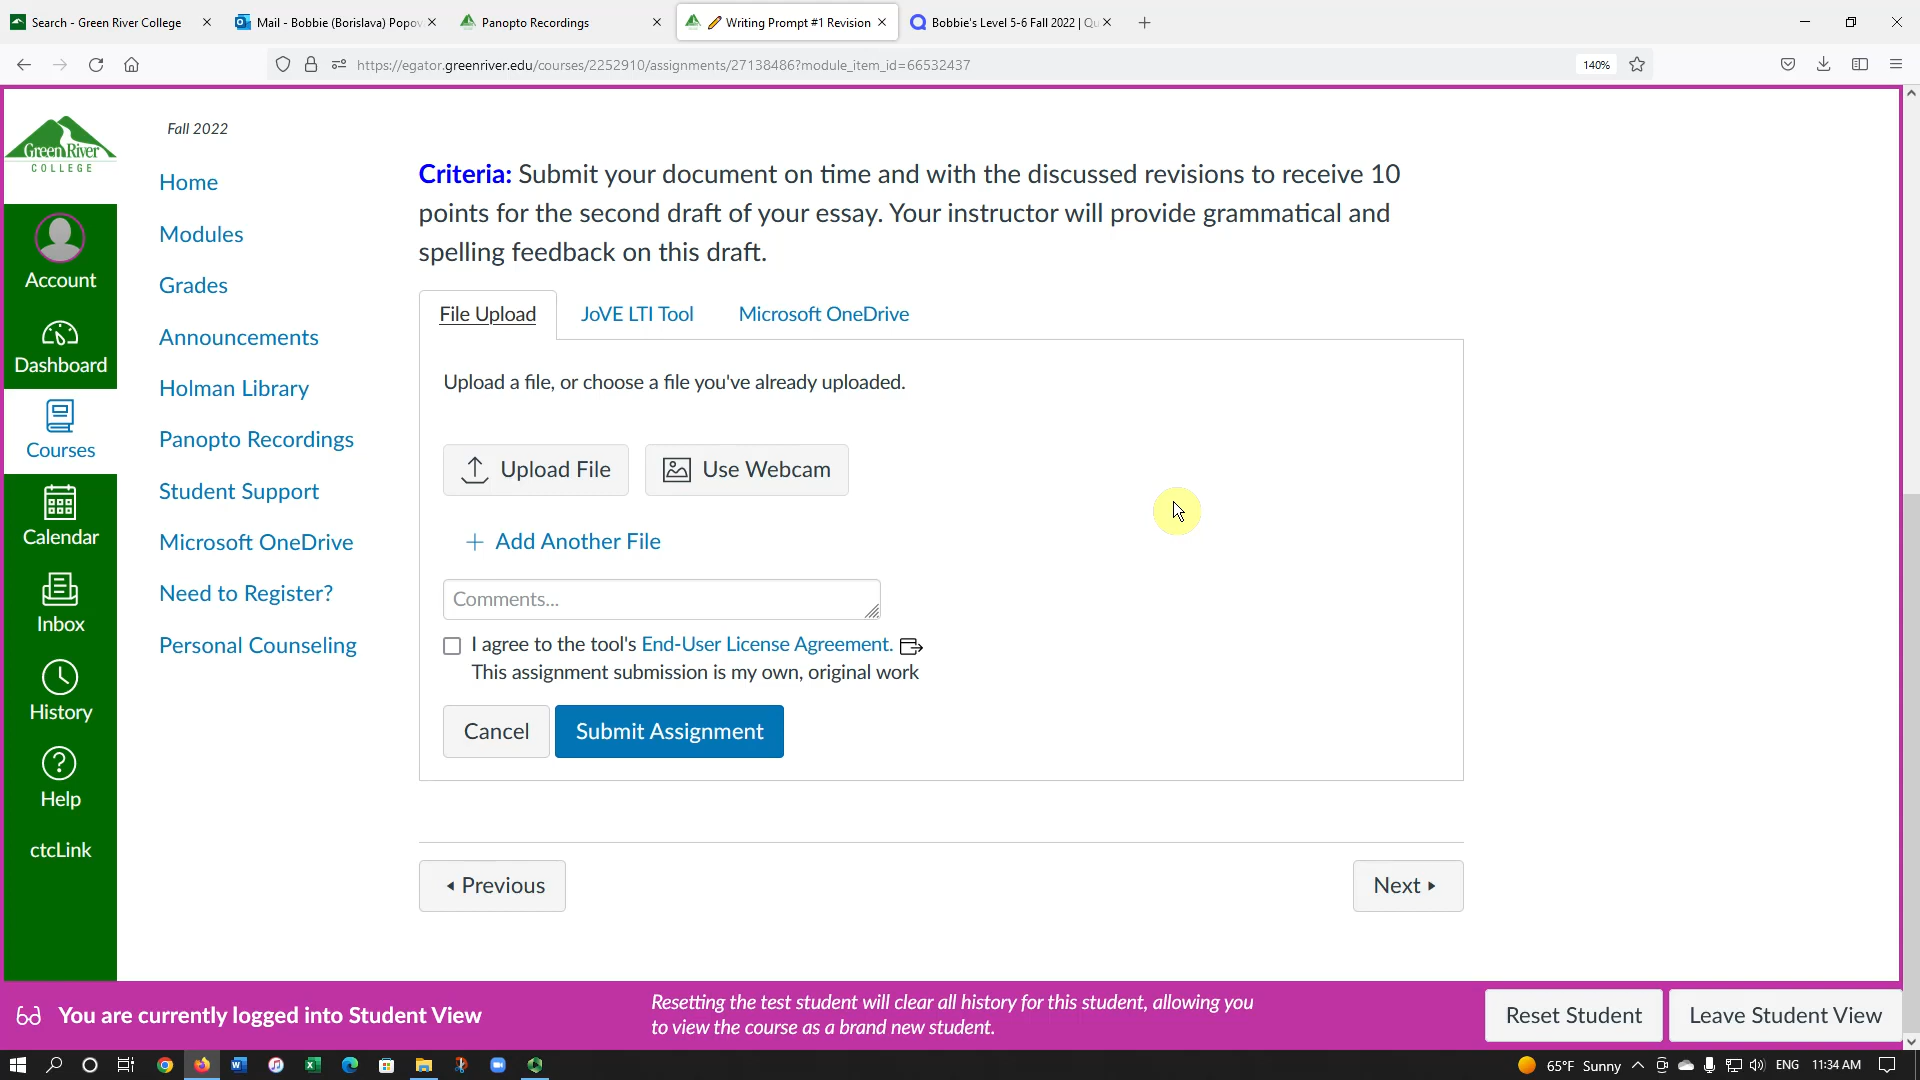 Search - Green River College
Mail - Bobbie (Borislava) Popov
Panopto Recordings
Writing Prompt #1 Revision
Bobbie's Level 5-6 Fall 2022 | Qu
https://egator.greenriver.edu/courses/2252910/assignments/27138486?module_item_id=66532437
140%
Green River
COLLEGE
Account
Dashboard
Courses
Calendar
Inbox
History
Help
ctcLink
Fall 2022
Home
Modules
Grades
Announcements
Holman Library
Panopto Recordings
Student Support
Microsoft OneDrive
Need to Register?
Personal Counseling
Criteria: Submit your document on time and with the discussed revisions to receive 10
points for the second draft of your essay. Your instructor will provide grammatical and
spelling feedback on this draft.
File Upload
JoVE LTI Tool
Microsoft OneDrive
Upload a file, or choose a file you've already uploaded.
Upload File
Use Webcam
+ Add Another File
Comments...
I agree to the tool's End-User License Agreement.
This assignment submission is my own, original work
Cancel
Submit Assignment
Previous
Next
You are currently logged into Student View
Resetting the test student will clear all history for this student, allowing you
to view the course as a brand new student.
Reset Student
Leave Student View
65°F Sunny
ENG
11:34 AM